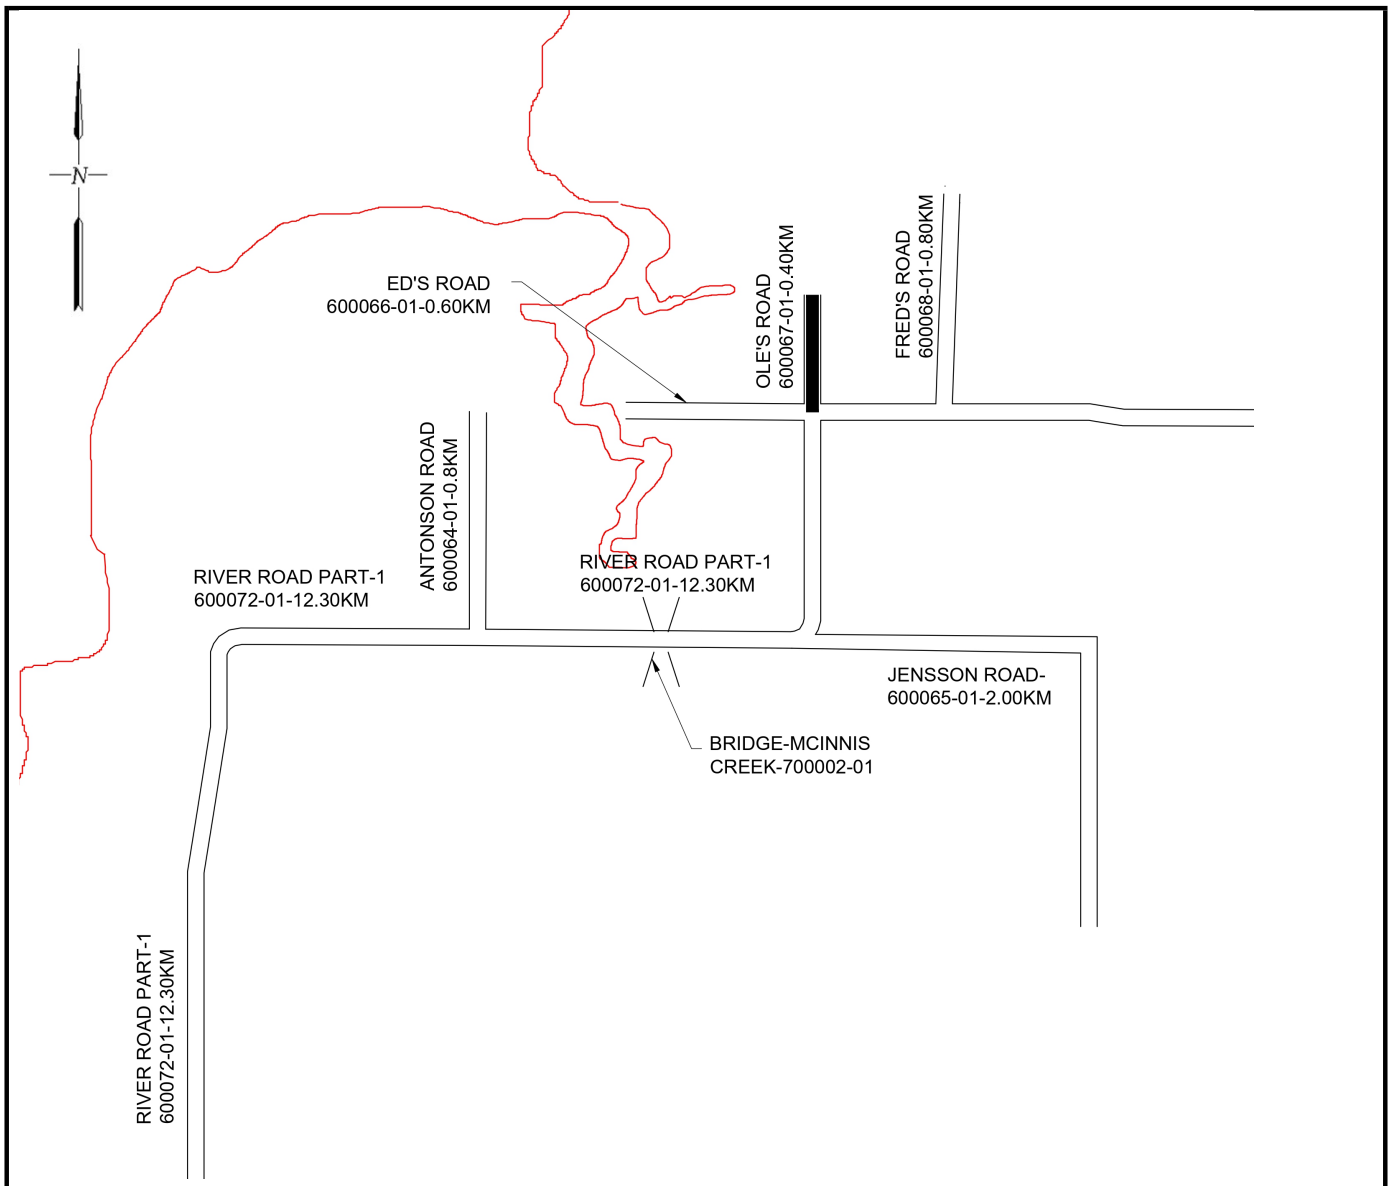 N
ED'S ROAD
600066-01-0.60KM
OLE'S ROAD
600067-01-0.40KM
FRED'S ROAD
600068-01-0.80KM
ANTONSON ROAD
600064-01-0.8KM
RIVER ROAD PART-1
600072-01-12.30KM
RIVER ROAD PART-1
600072-01-12.30KM
JENSSON ROAD-
600065-01-2.00KM
BRIDGE-MCINNIS
CREEK-700002-01
RIVER ROAD PART-1
600072-01-12.30KM